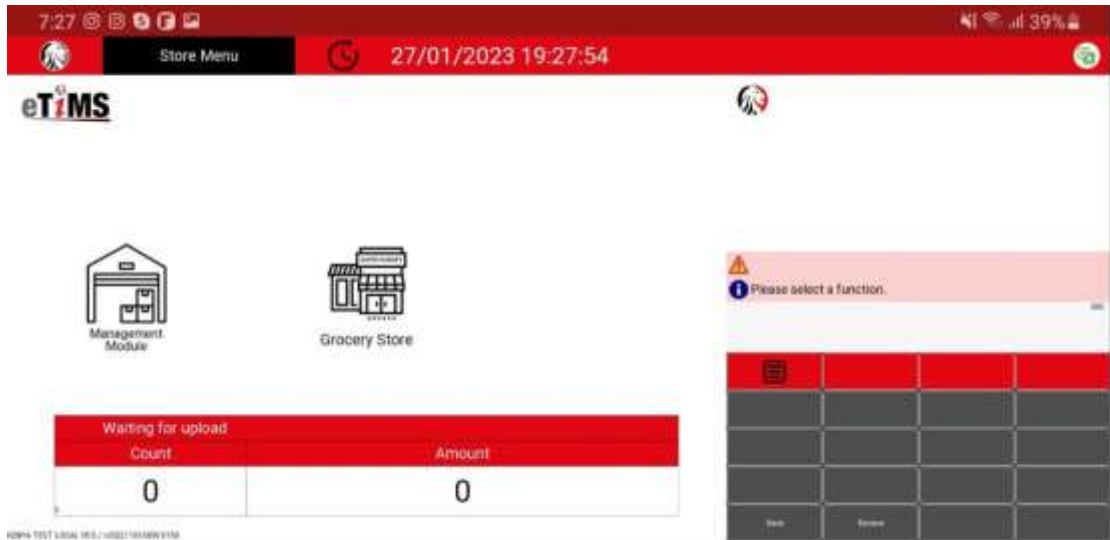 7:27
39%
Store Menu
27/01/2023 19:27:54
eTiMS
Please select a function.
Management
Module
Grocery Store
Waiting for upload
Count
Amount
0
0